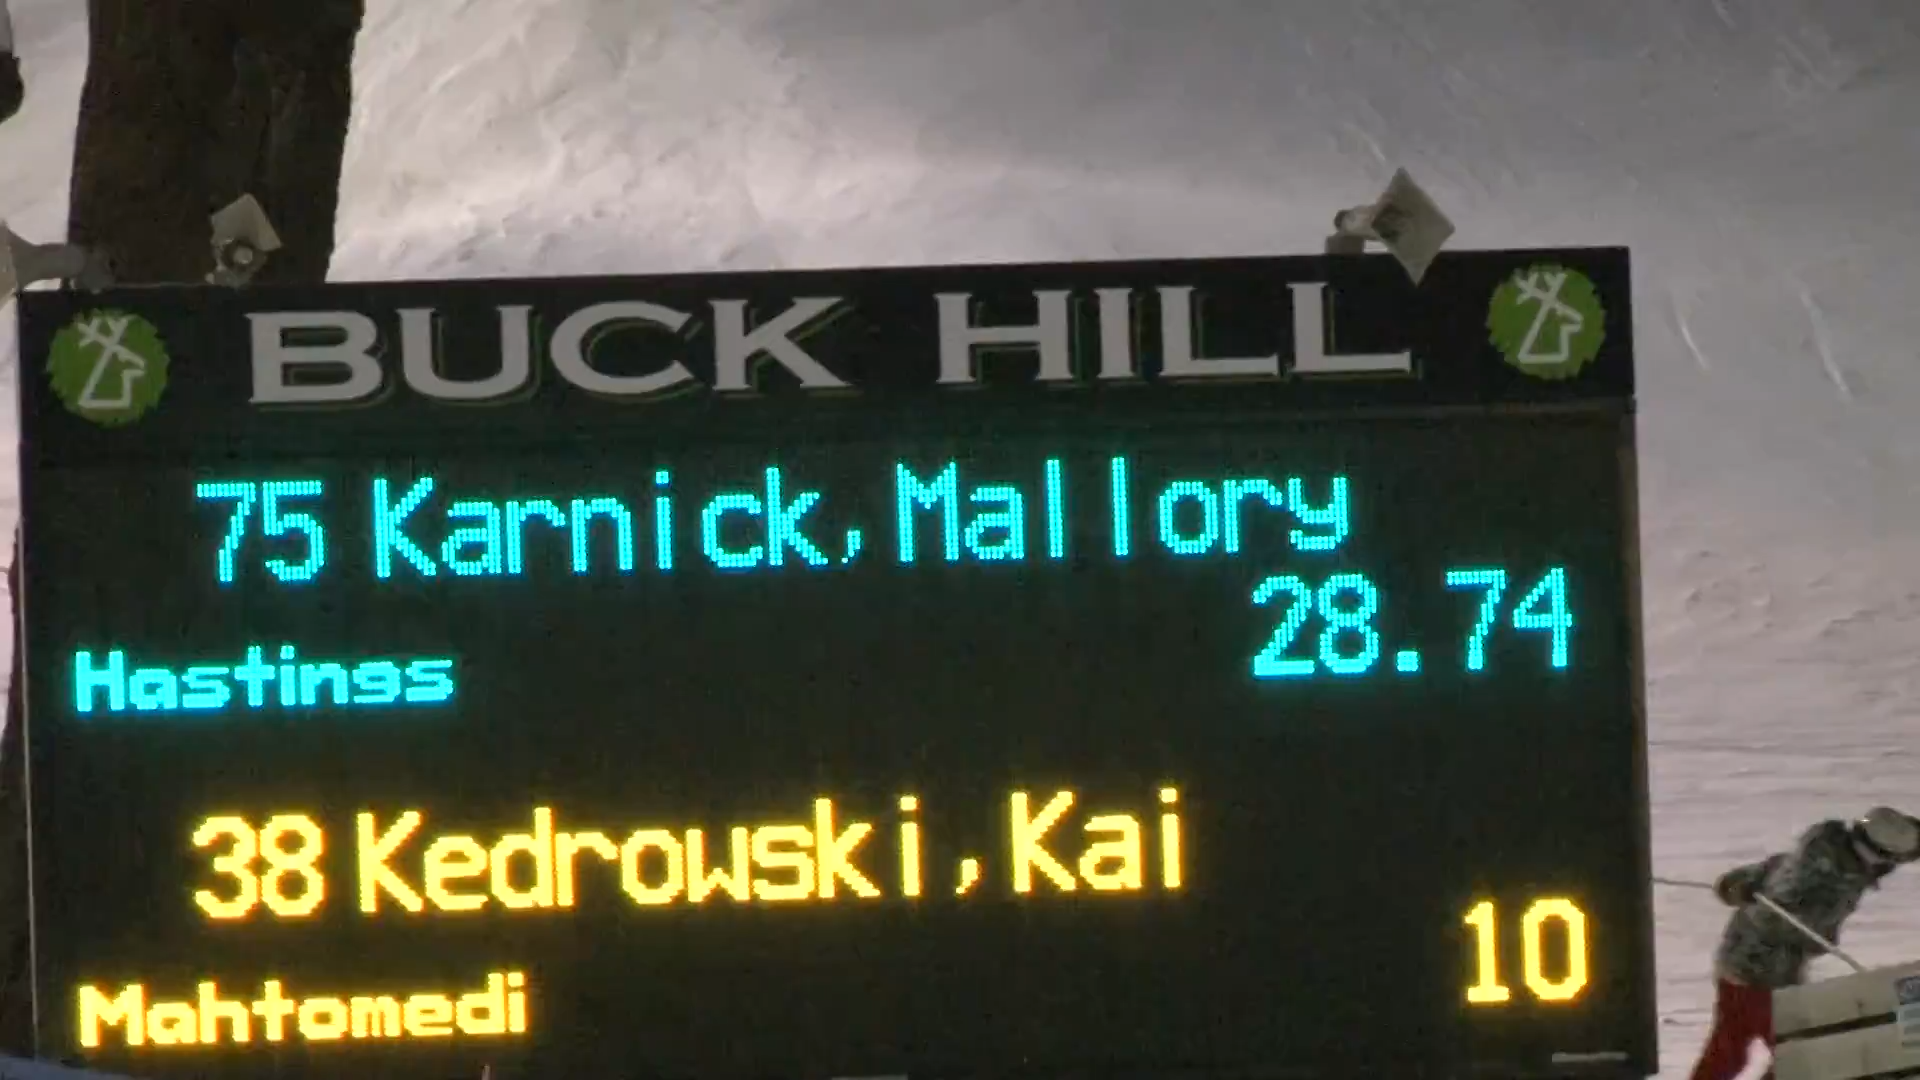 BUCK HILL
75 Karnick, Mallory
28.74
Hastings
38 Kedrowski, Kai
10
Mahtomedi